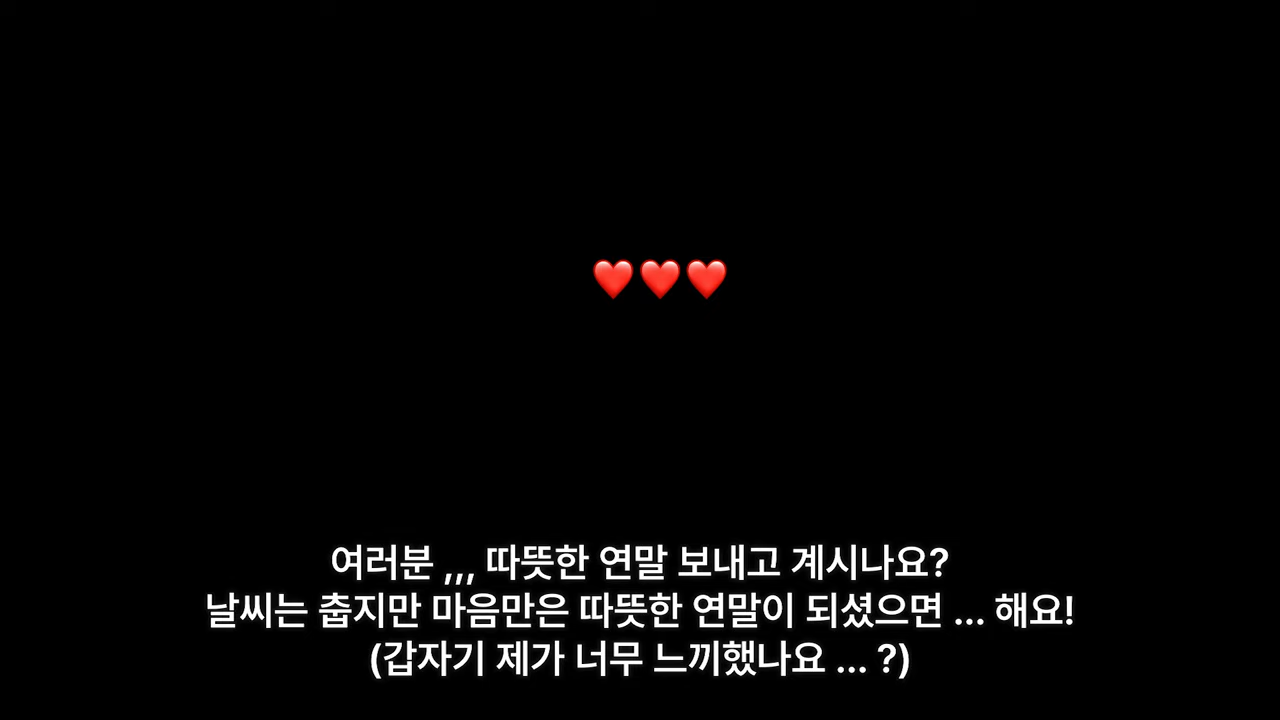 ❤️❤️❤️
여러분 ,,, 따뜻한 연말 보내고 계시나요?
날씨는 춥지만 마음만은 따뜻한 연말이 되셨으면 ... 해요!
(갑자기 제가 너무 느끼했나요 ... ?)